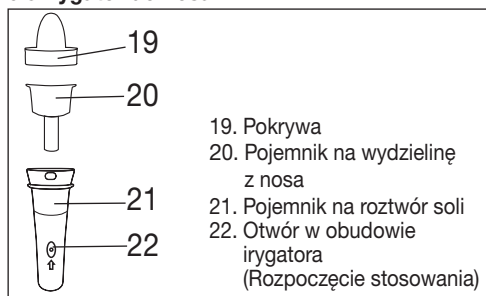 19
20
21
22
19. Pokrywa
20. Pojemnik na wydzielinę
z nosa
21. Pojemnik na roztwór soli
22. Otwór w obudowie
irygatora
(Rozpoczęcie stosowania)